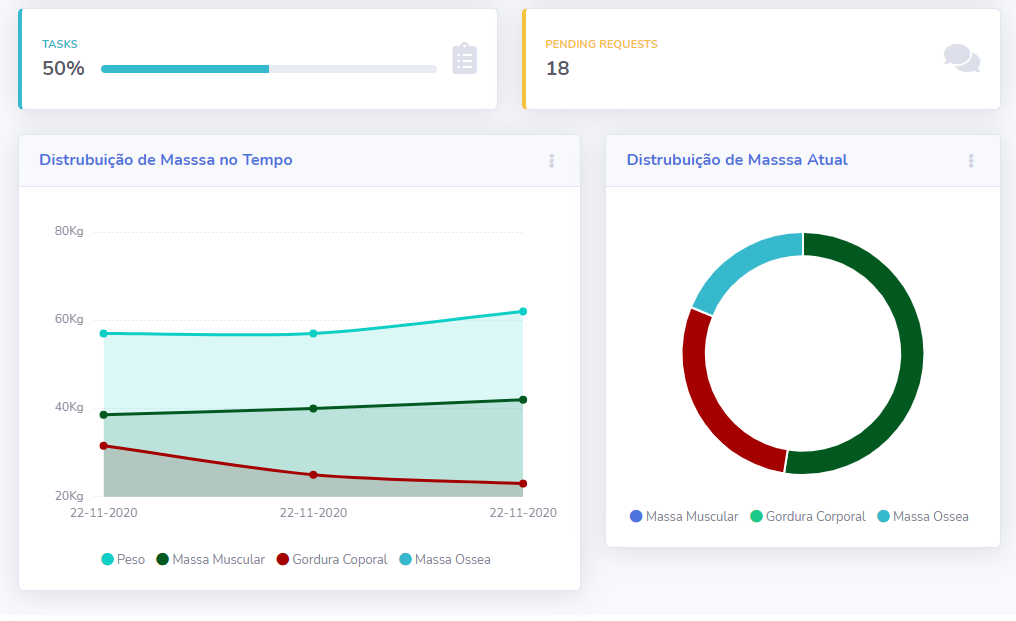 TASKS
50%
PENDING REQUESTS
18
Distrubuição de Masssa no Tempo
80Kg
60Kg
40Kg
20Kg
22-11-2020 22-11-2020 22-11-2020
Peso Massa Muscular Gordura Coporal Massa Ossea
Distrubuição de Masssa Atual
Massa Muscular Gordura Corporal Massa Ossea